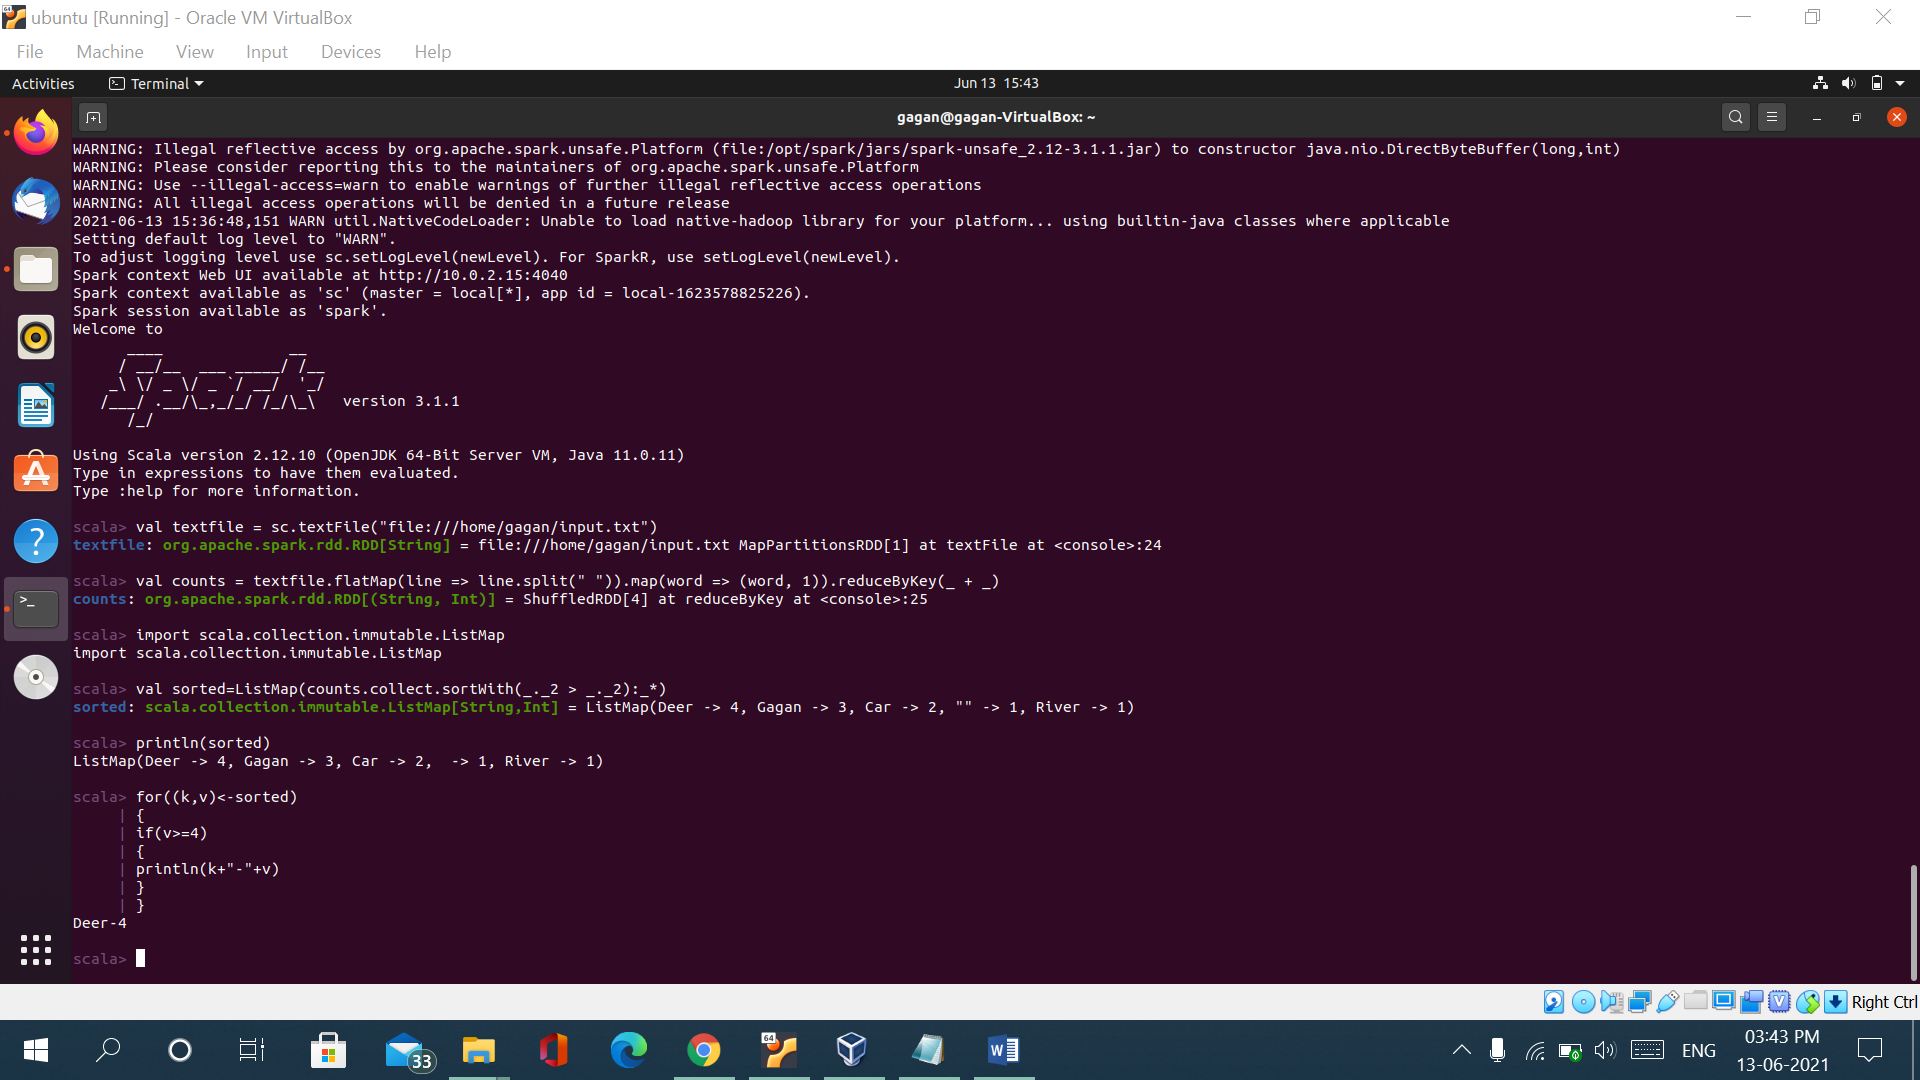 ubuntu [Running] - Oracle VM VirtualBox
File Machine View Input Devices Help
Activities Terminal Jun 13 15:43
gagan@gagan-VirtualBox: ~
WARNING: Illegal reflective access by org.apache.spark.unsafe.Platform (file:/opt/spark/jars/spark-unsafe_2.12-3.1.1.jar) to constructor java.nio.DirectByteBuffer(long,int)
WARNING: Please consider reporting this to the maintainers of org.apache.spark.unsafe.Platform
WARNING: Use --illegal-access=warn to enable warnings of further illegal reflective access operations
WARNING: All illegal access operations will be denied in a future release
2021-06-13 15:36:48,151 WARN util.NativeCodeLoader: Unable to load native-hadoop library for your platform... using builtin-java classes where applicable
Setting default log level to "WARN".
To adjust logging level use sc.setLogLevel(newLevel). For SparkR, use setLogLevel(newLevel).
Spark context Web UI available at http://10.0.2.15:4040
Spark context available as 'sc' (master = local[*], app id = local-1623578825226).
Spark session available as 'spark'.
Welcome to
      ____              __
     / __/__  ___ _____/ /__
    _\ \/ _ \/ _ `/ __/  '_/
   /___/ .__/\_,_/_/ /_/\_\   version 3.1.1
      /_/
Using Scala version 2.12.10 (OpenJDK 64-Bit Server VM, Java 11.0.11)
Type in expressions to have them evaluated.
Type :help for more information.
scala> val textfile = sc.textFile("file:///home/gagan/input.txt")
textfile: org.apache.spark.rdd.RDD[String] = file:///home/gagan/input.txt MapPartitionsRDD[1] at textFile at <console>:24
scala> val counts = textfile.flatMap(line => line.split(" ")).map(word => (word, 1)).reduceByKey(_ + _)
counts: org.apache.spark.rdd.RDD[(String, Int)] = ShuffledRDD[4] at reduceByKey at <console>:25
scala> import scala.collection.immutable.ListMap
import scala.collection.immutable.ListMap
scala> val sorted=ListMap(counts.collect.sortWith(_._2 > _._2):_*)
sorted: scala.collection.immutable.ListMap[String,Int] = ListMap(Deer -> 4, Gagan -> 3, Car -> 2, "" -> 1, River -> 1)
scala> println(sorted)
ListMap(Deer -> 4, Gagan -> 3, Car -> 2,  -> 1, River -> 1)
scala> for((k,v)<-sorted)
     | {
     | if(v>=4)
     | {
     | println(k+"-"+v)
     | }
     | }
Deer-4
scala>
Right Ctrl
33
64
ENG
03:43 PM
13-06-2021